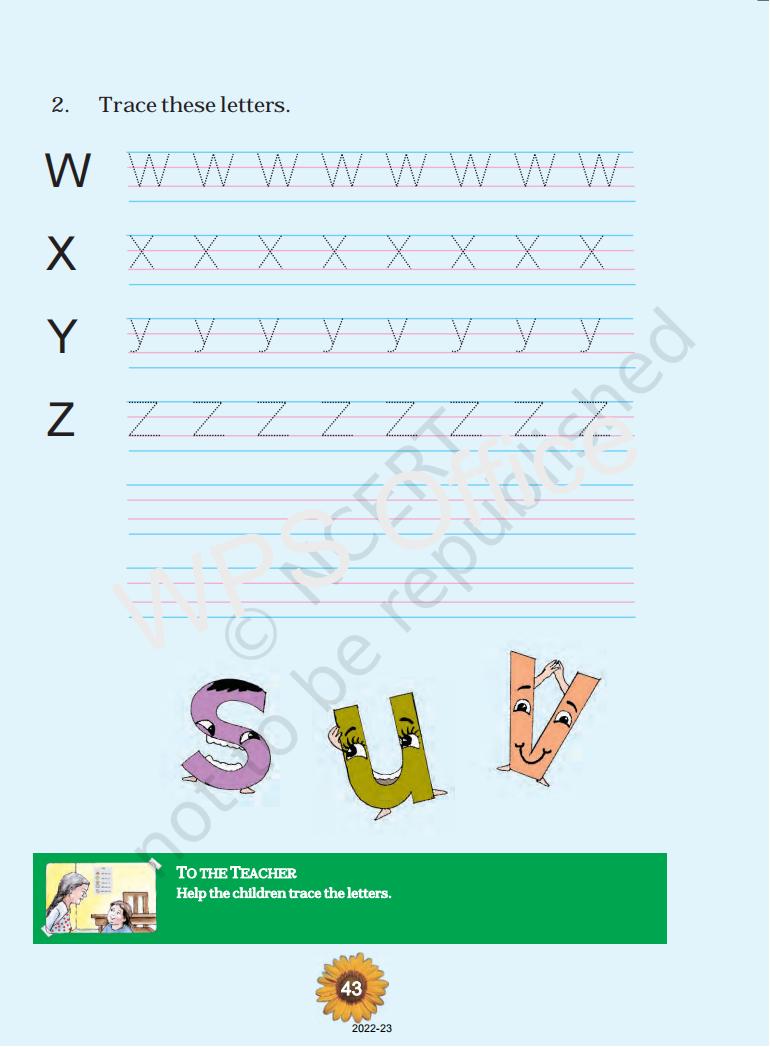 2. Trace these letters.
W W W W W W W W W
X X X X X X X X X
Y y y y y y y y y
Z Z Z Z Z Z Z Z Z
© NCERT
not to be republished
WPS Office
s u v
TO THE TEACHER
Help the children trace the letters.
43
2022-23